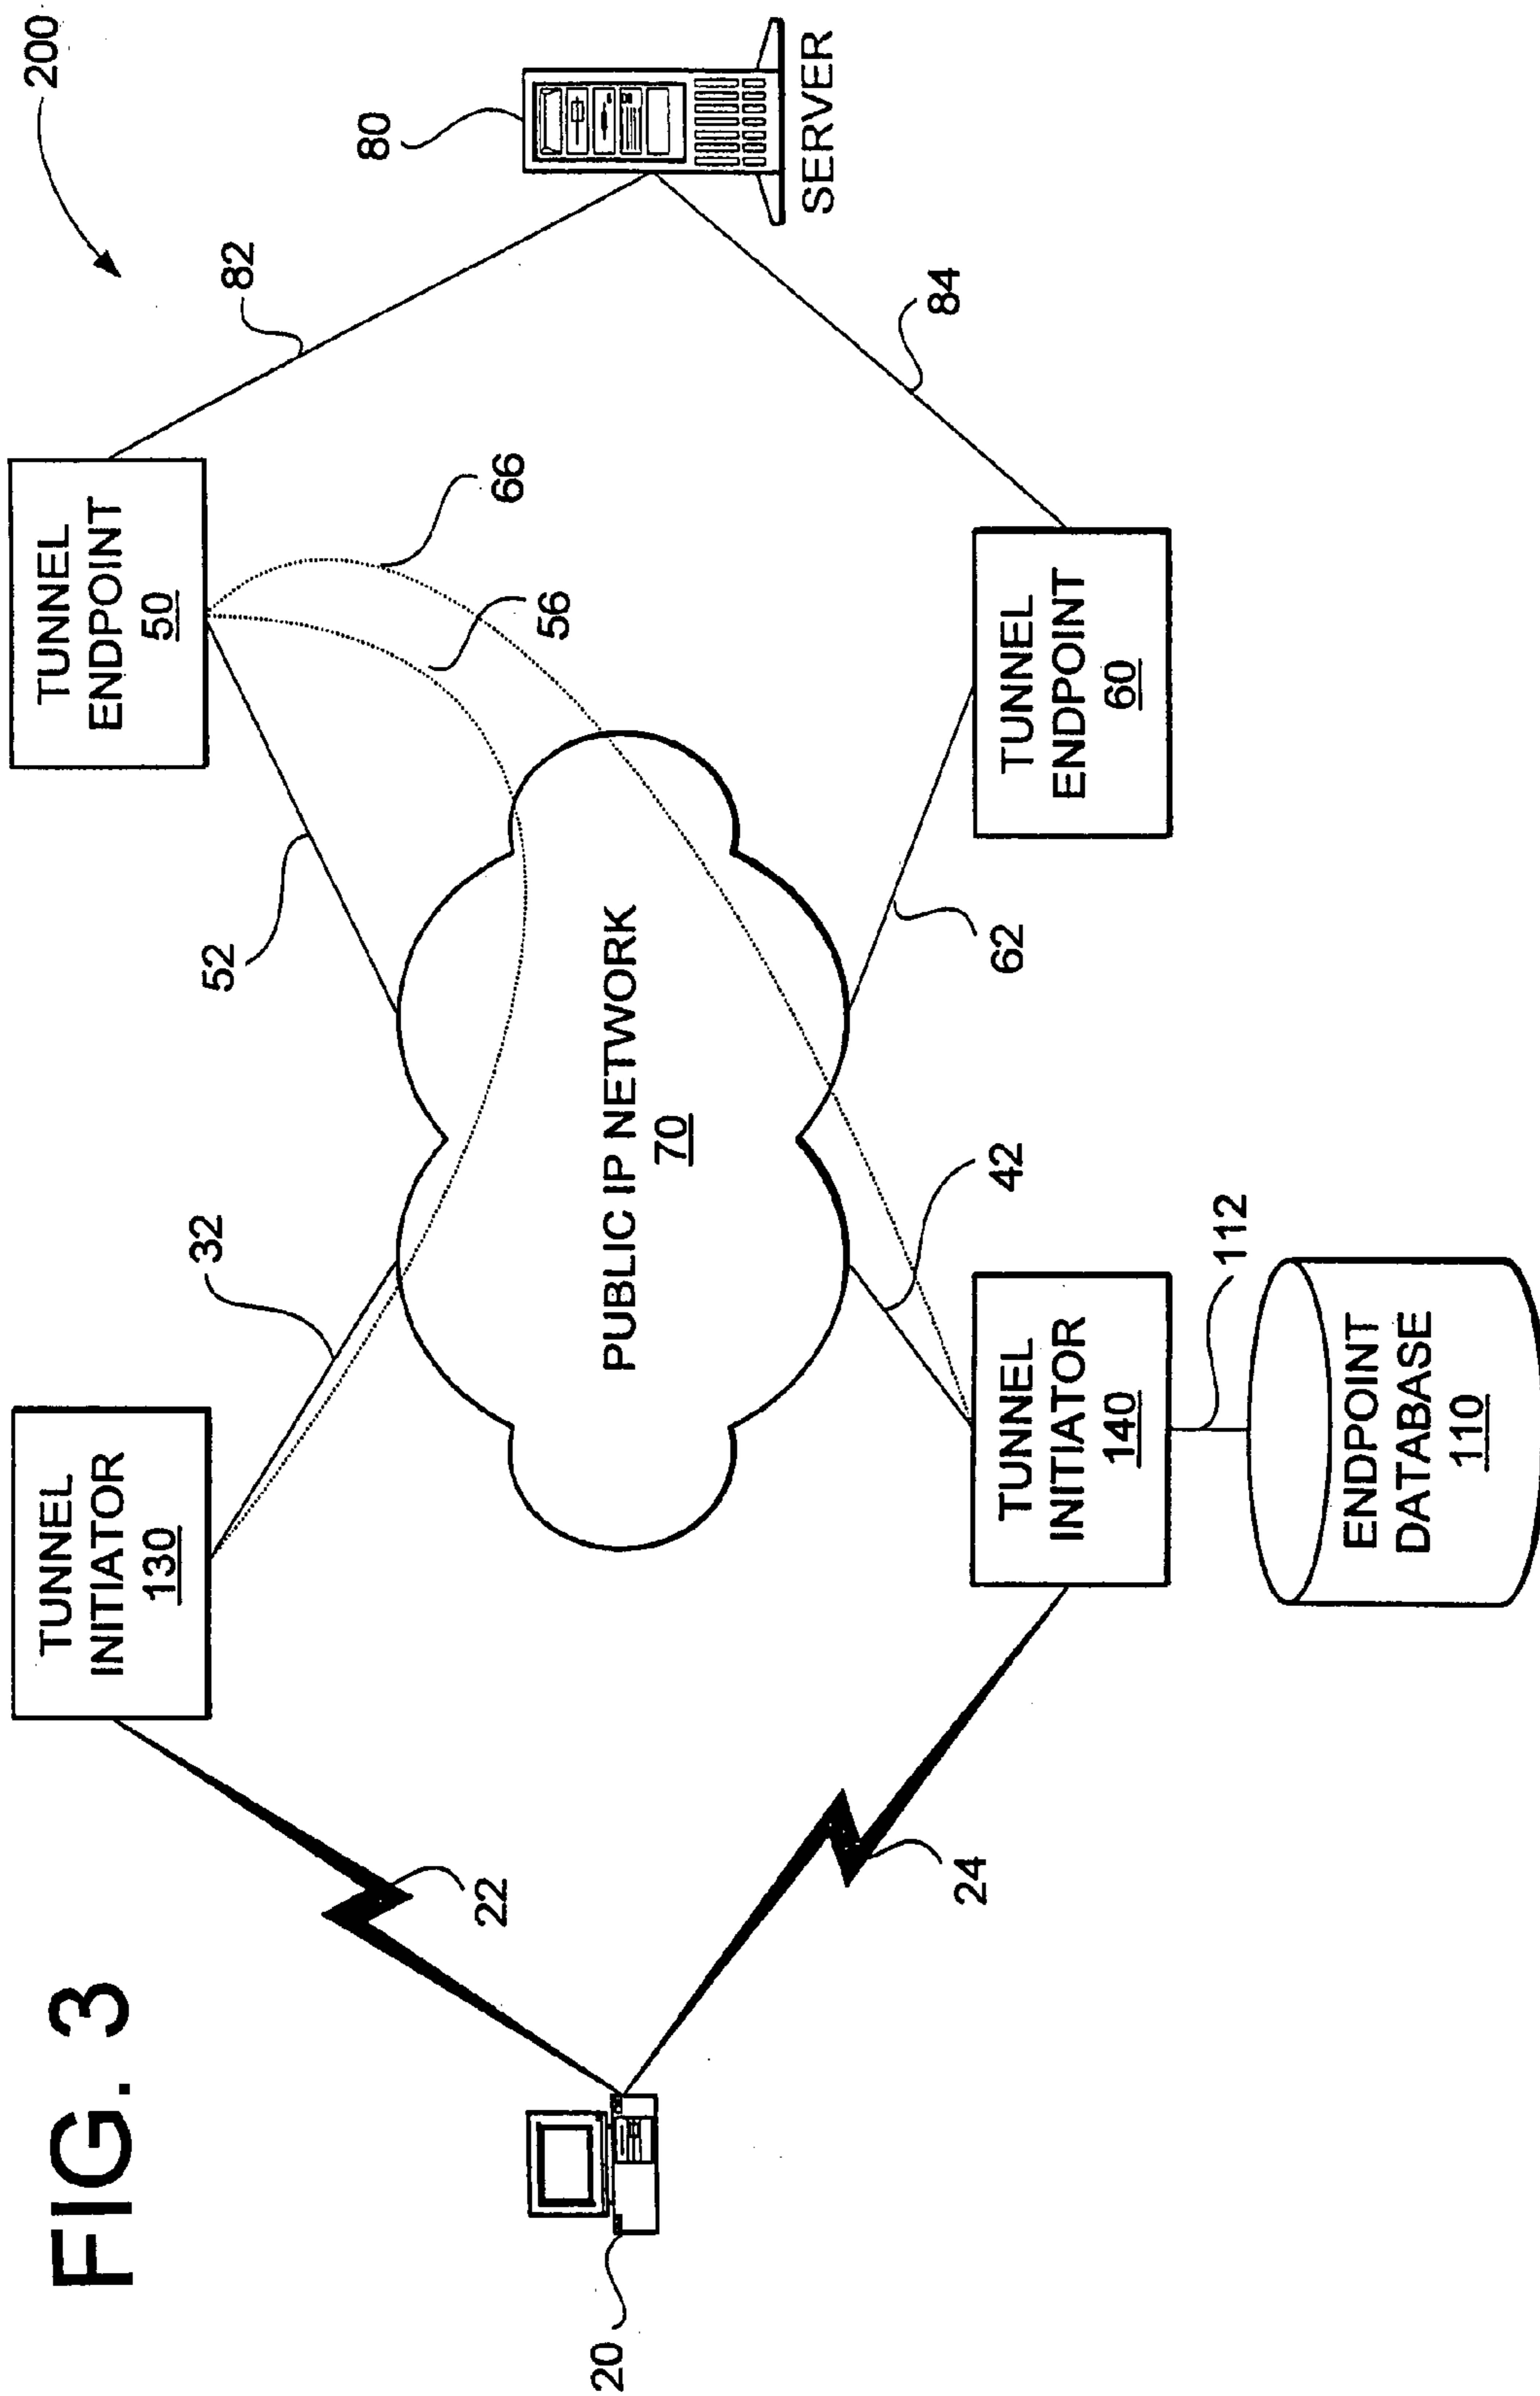 FIG. 3
200
TUNNEL
INITIATOR
130
TUNNEL
ENDPOINT
50
32
52
82
22
56
66
80
SERVER
20
PUBLIC IP NETWORK
70
24
42
62
84
TUNNEL
INITIATOR
140
TUNNEL
ENDPOINT
60
112
ENDPOINT
DATABASE
110